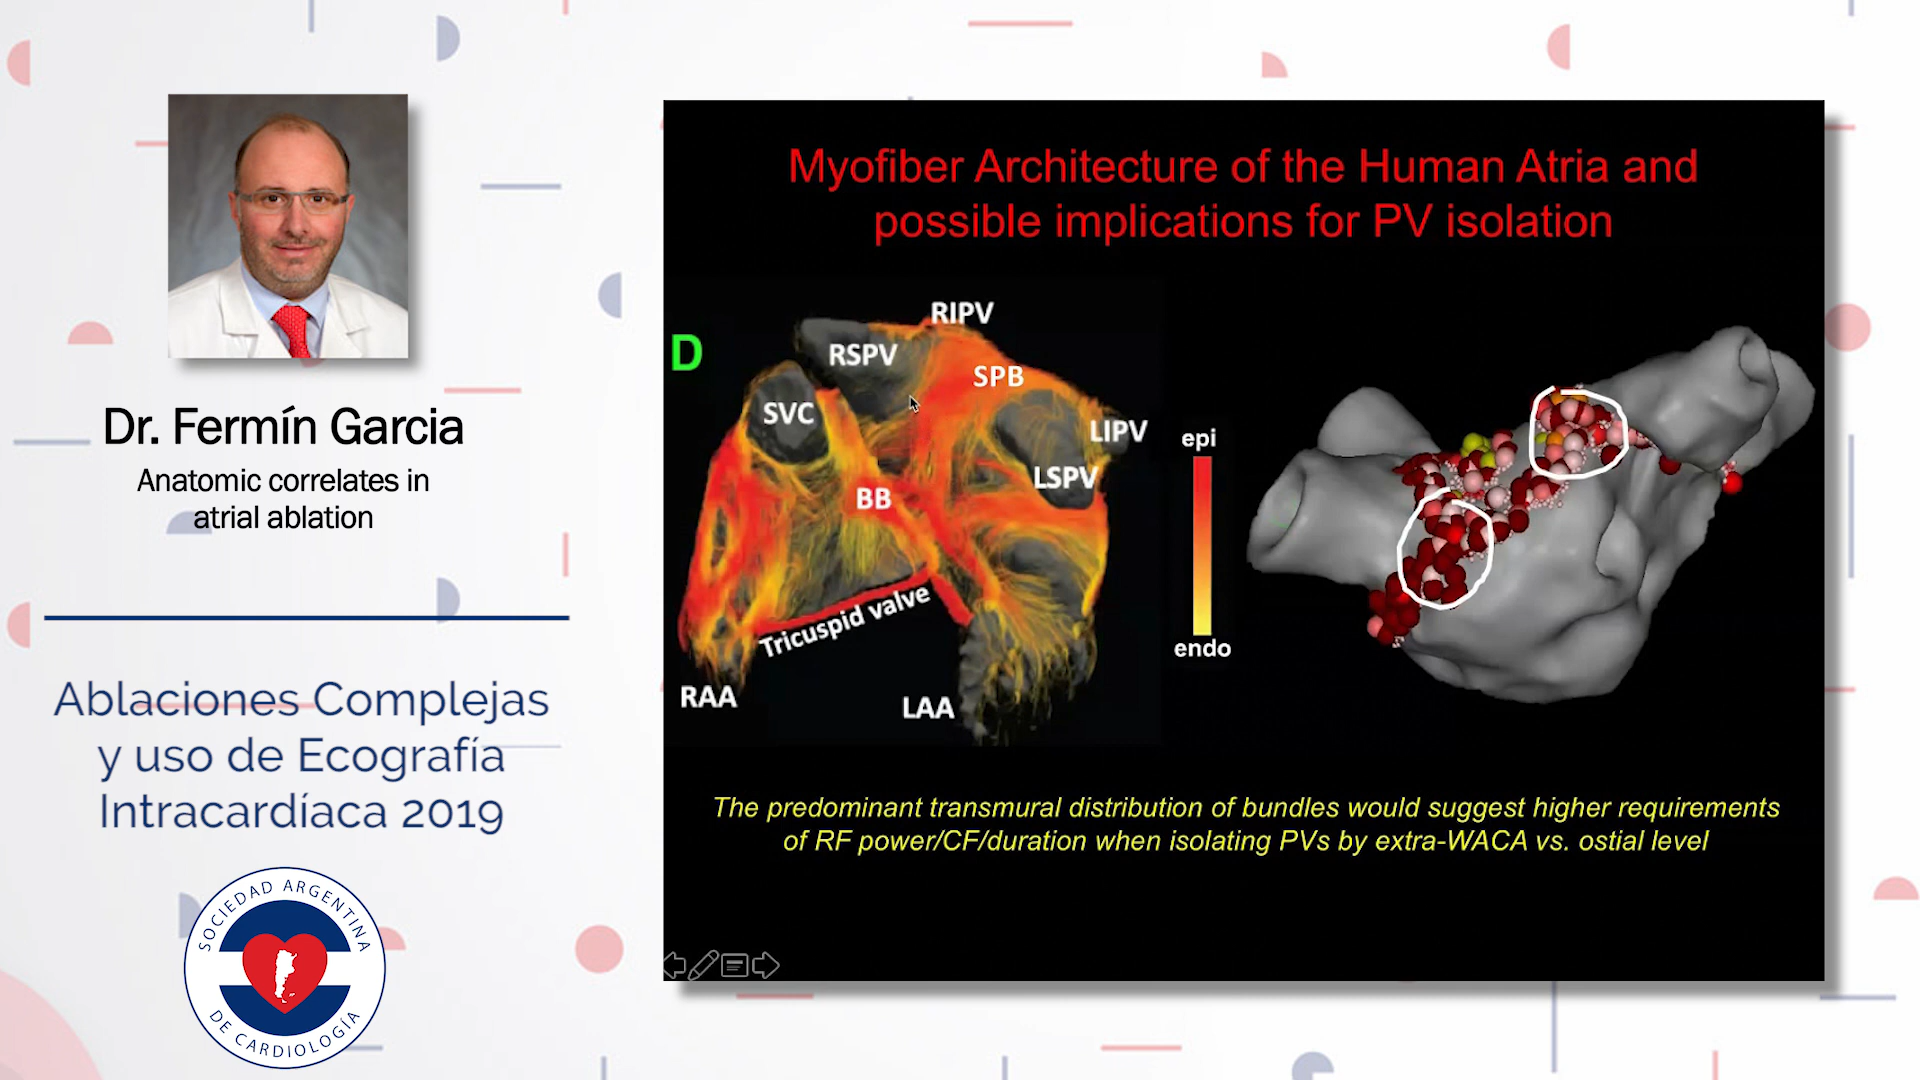 Dr. Fermín Garcia
Anatomic correlates in
atrial ablation
Ablaciones Complejas
y uso de Ecografía
Intracardíaca 2019
SOCIEDAD ARGENTINA
DE CARDIOLOGÍA
Myofiber Architecture of the Human Atria and
possible implications for PV isolation
D
RIPV
RSPV
SPB
SVC
LIPV
LSPV
BB
Tricuspid valve
RAA
LAA
epi
endo
The predominant transmural distribution of bundles would suggest higher requirements
of RF power/CF/duration when isolating PVs by extra-WACA vs. ostial level